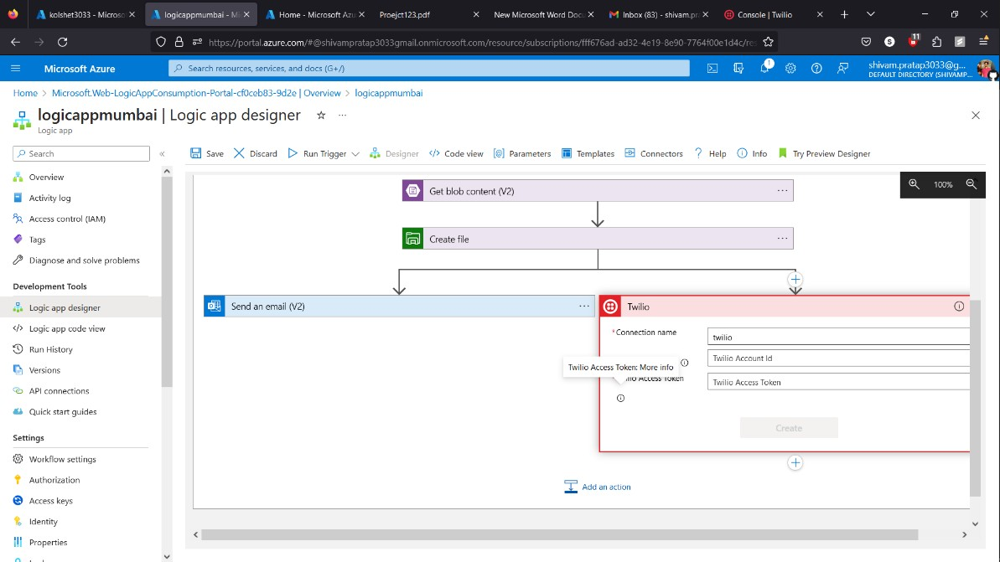 kolshet3033 - Microsoft
logicappmumbai - Mi
Home - Microsoft Azu
Proejct123.pdf
New Microsoft Word Doc
Inbox (83) - shivam.pra
Console | Twilio
https://portal.azure.com/#@shivampratap3033gmail.onmicrosoft.com/resource/subscriptions/fff676ad-ad32-4e19-8e90-7764f00e1d4c/res
S
11
Microsoft Azure
Search resources, services, and docs (G+/)
1
shivam.pratap3033@g...
DEFAULT DIRECTORY (SHIVAMP...
Home > Microsoft.Web-LogicAppConsumption-Portal-cf0ceb83-9d2e | Overview > logicappmumbai
logicappmumbai | Logic app designer
Logic app
Search
Save
Discard
Run Trigger
Designer
Code view
Parameters
Templates
Connectors
Help
Info
Try Preview Designer
Overview
Activity log
Access control (IAM)
Tags
Diagnose and solve problems
Development Tools
Logic app designer
Logic app code view
Run History
Versions
API connections
Quick start guides
Settings
Workflow settings
Authorization
Access keys
Identity
Properties
100%
Get blob content (V2)
Create file
Send an email (V2)
Twilio
*Connection name
twilio
Twilio Account Id
Twilio Access Token: More info
Twilio Access Token
Create
Add an action